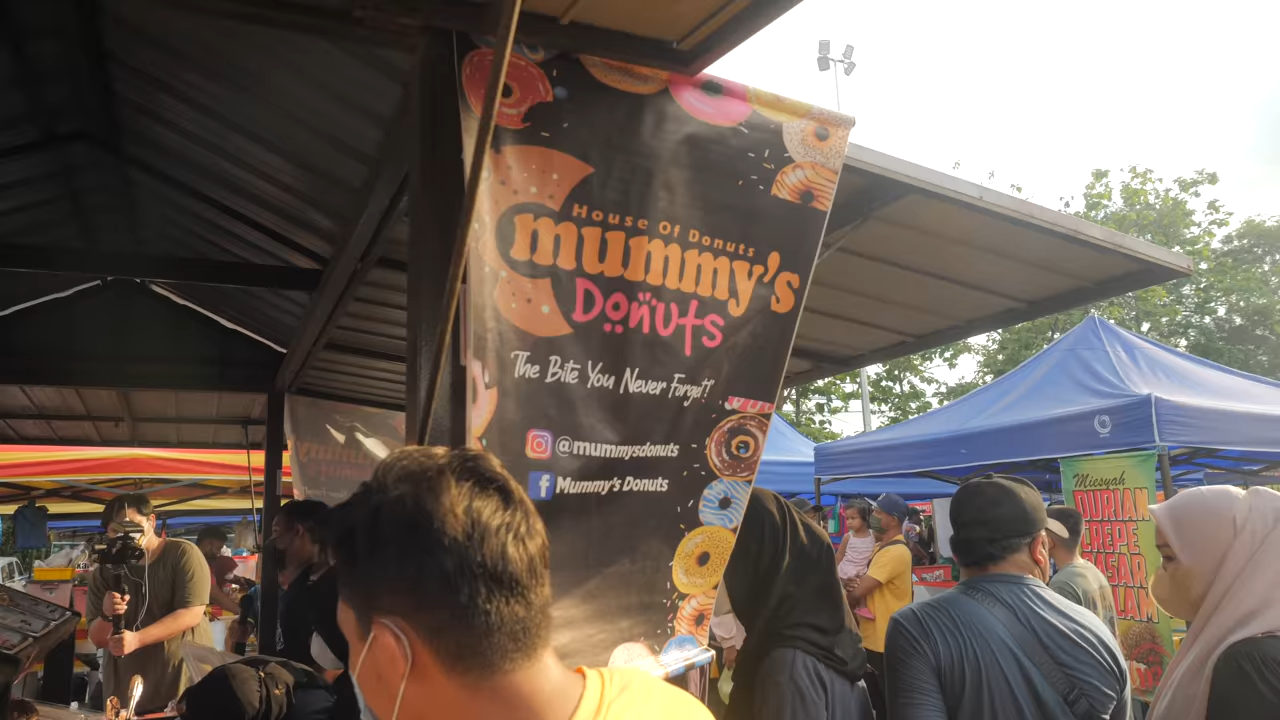 House Of Donuts
mummy's
Donuts
The Bite You Never Forget!
@mummysdonuts
Mummy's Donuts
Miesyah
DURIAN
CREPE